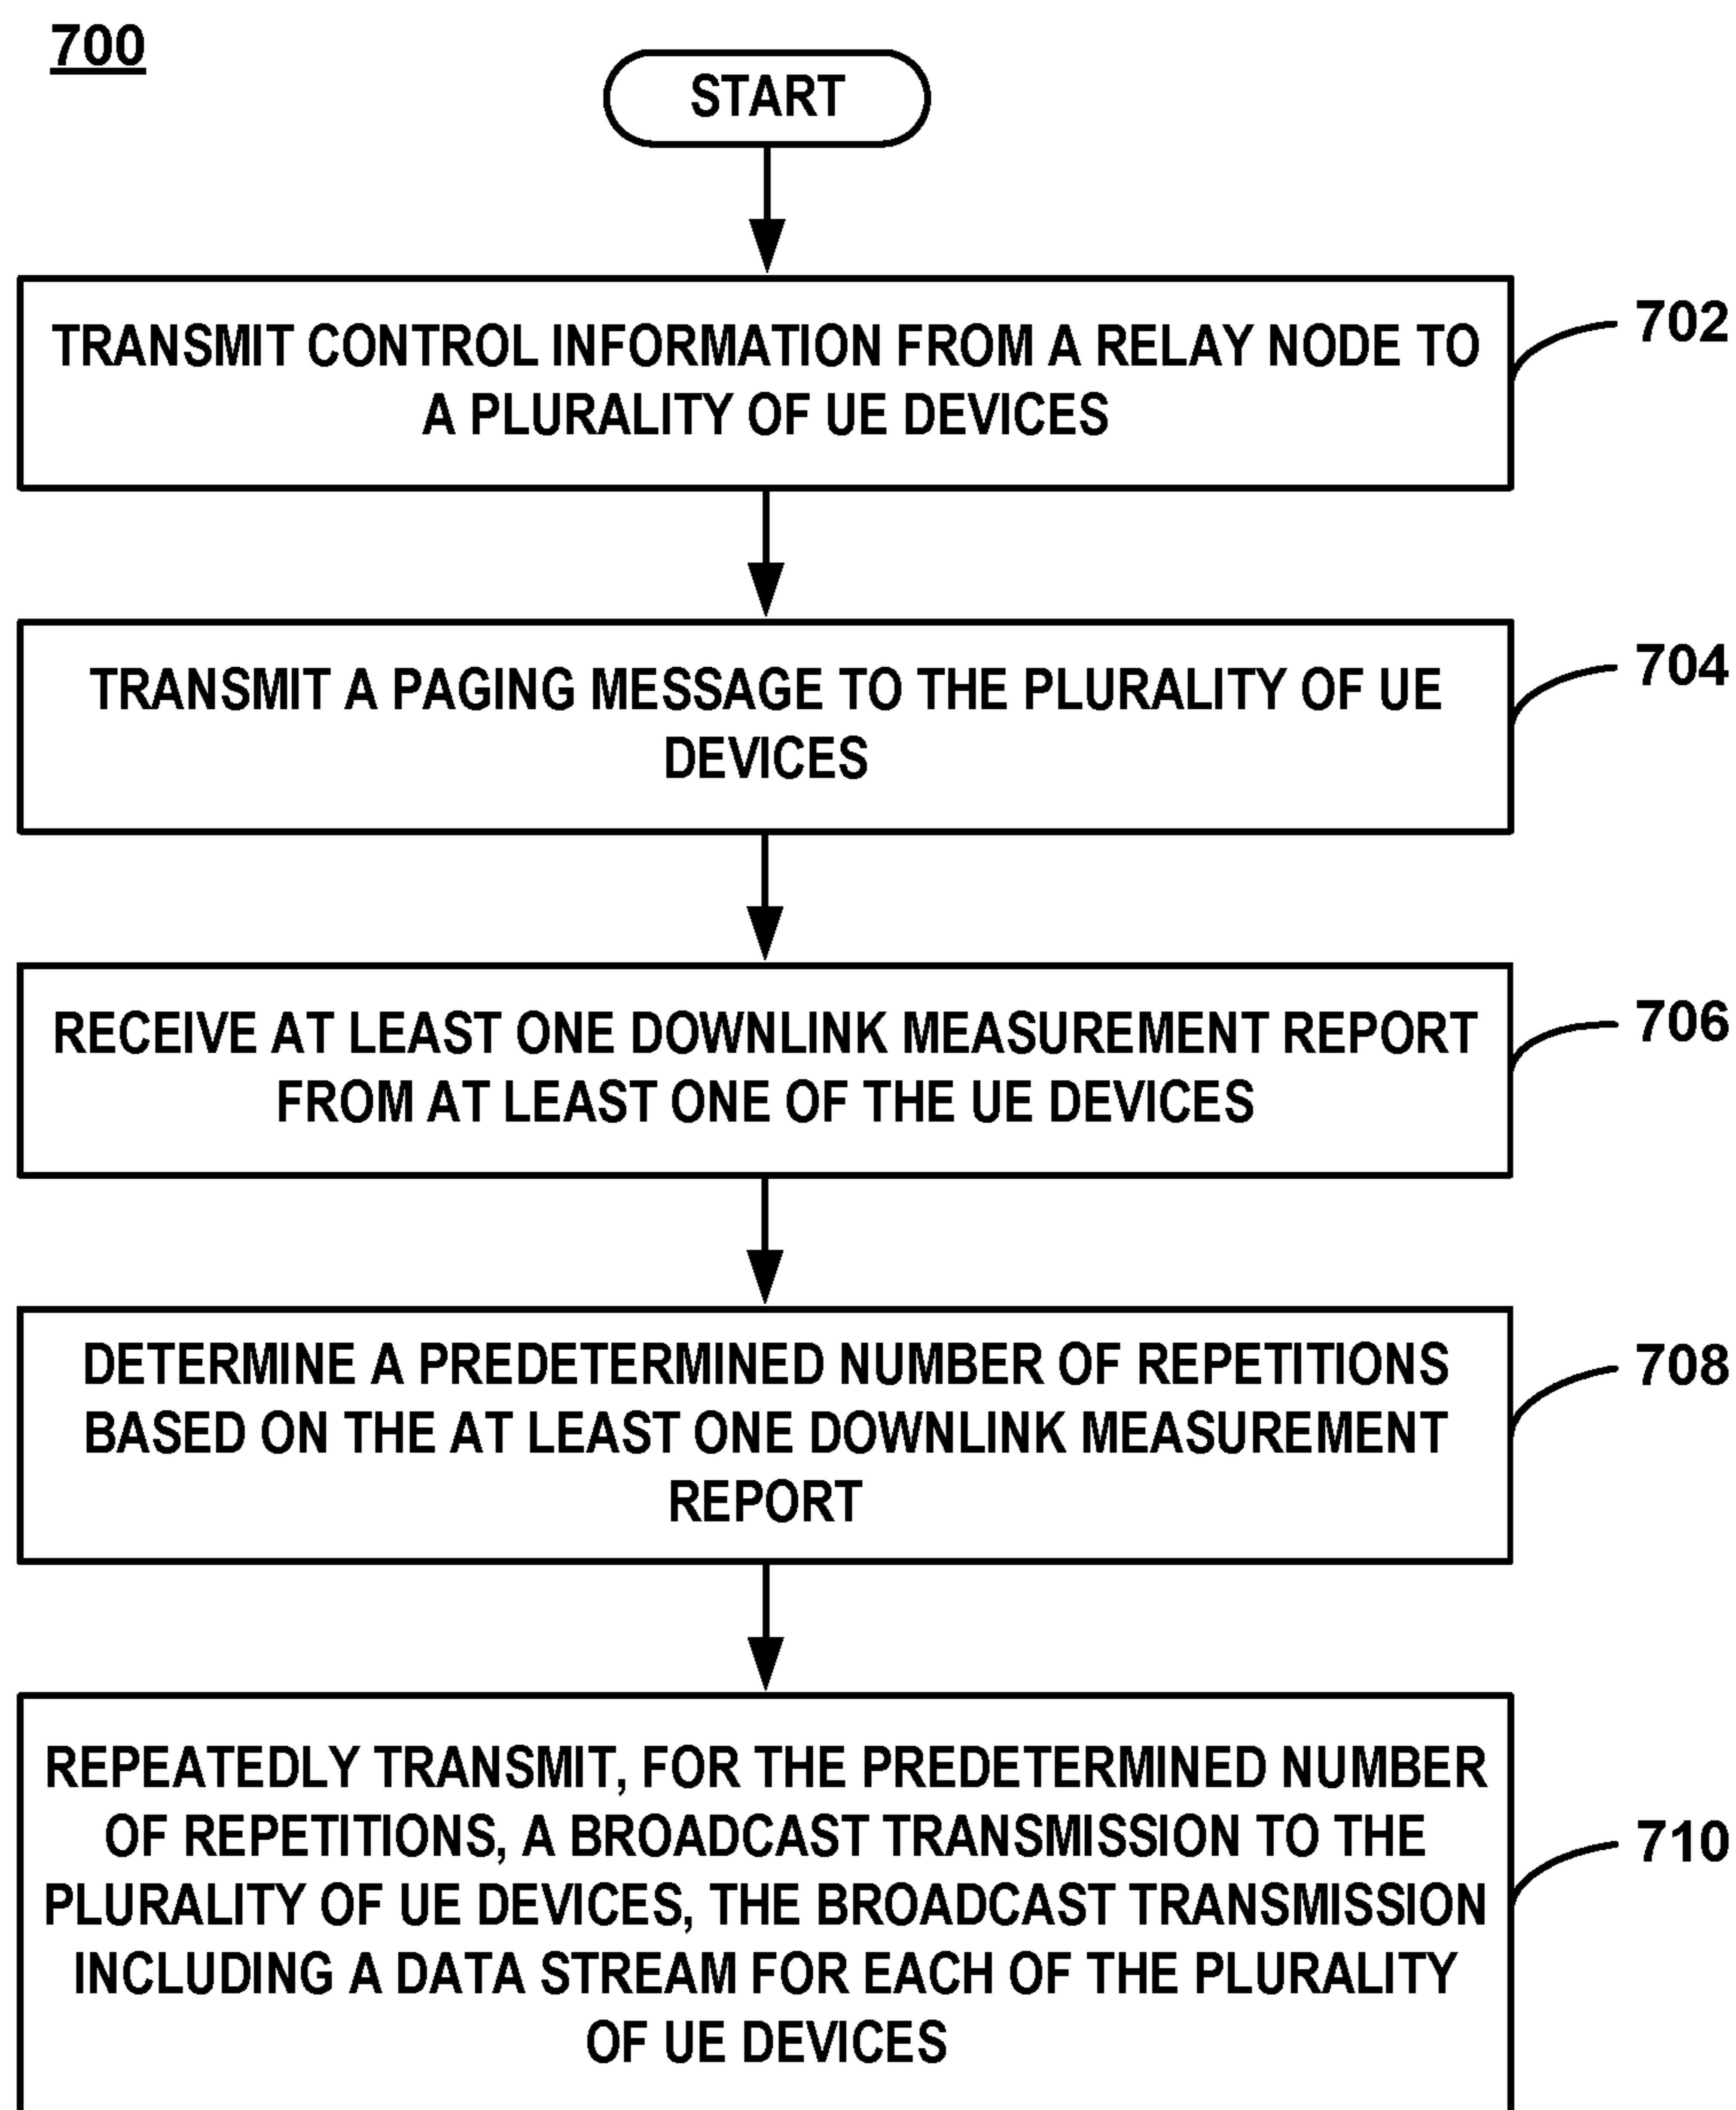 700
START
TRANSMIT CONTROL INFORMATION FROM A RELAY NODE TO
A PLURALITY OF UE DEVICES
702
TRANSMIT A PAGING MESSAGE TO THE PLURALITY OF UE
DEVICES
704
RECEIVE AT LEAST ONE DOWNLINK MEASUREMENT REPORT
FROM AT LEAST ONE OF THE UE DEVICES
706
DETERMINE A PREDETERMINED NUMBER OF REPETITIONS
BASED ON THE AT LEAST ONE DOWNLINK MEASUREMENT
REPORT
708
REPEATEDLY TRANSMIT, FOR THE PREDETERMINED NUMBER
OF REPETITIONS, A BROADCAST TRANSMISSION TO THE
PLURALITY OF UE DEVICES, THE BROADCAST TRANSMISSION
INCLUDING A DATA STREAM FOR EACH OF THE PLURALITY
OF UE DEVICES
710